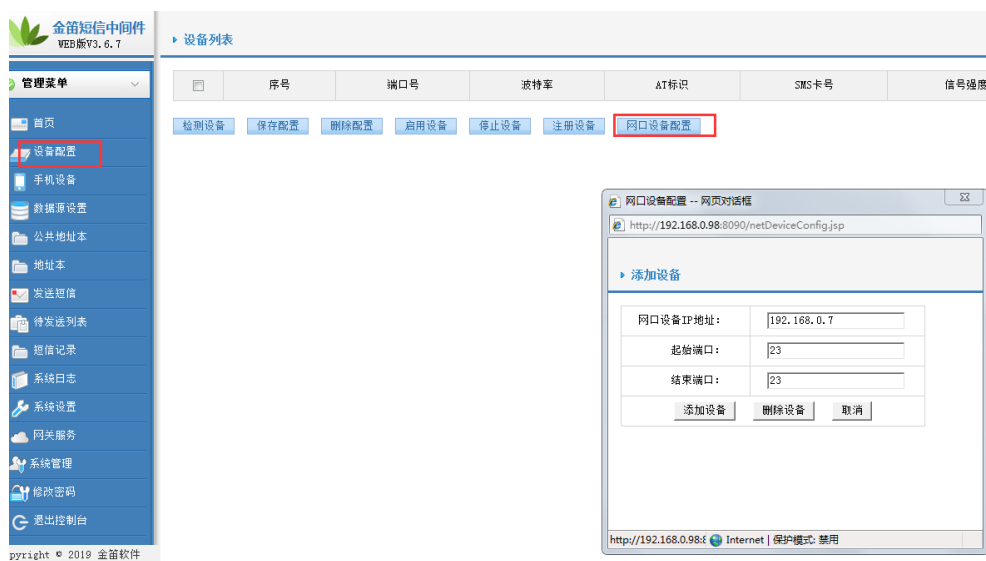 金笛短信中间件
WEB版V3.6.7
管理菜单
首页
设备配置
手机设备
数据源设置
公共地址本
地址本
发送短信
待发送列表
短信记录
系统日志
系统设置
网关服务
系统管理
修改密码
退出控制台
pyright © 2019 金笛软件
设备列表
序号 端口号 波特率 AT标识 SMS卡号 信号强度
检测设备 保存配置 删除配置 启用设备 停止设备 注册设备 网口设备配置
网口设备配置 -- 网页对话框
http://192.168.0.98:8090/netDeviceConfig.jsp
添加设备
网口设备IP地址: 192.168.0.7
起始端口: 23
结束端口: 23
添加设备 删除设备 取消
http://192.168.0.98:8 Internet | 保护模式: 禁用